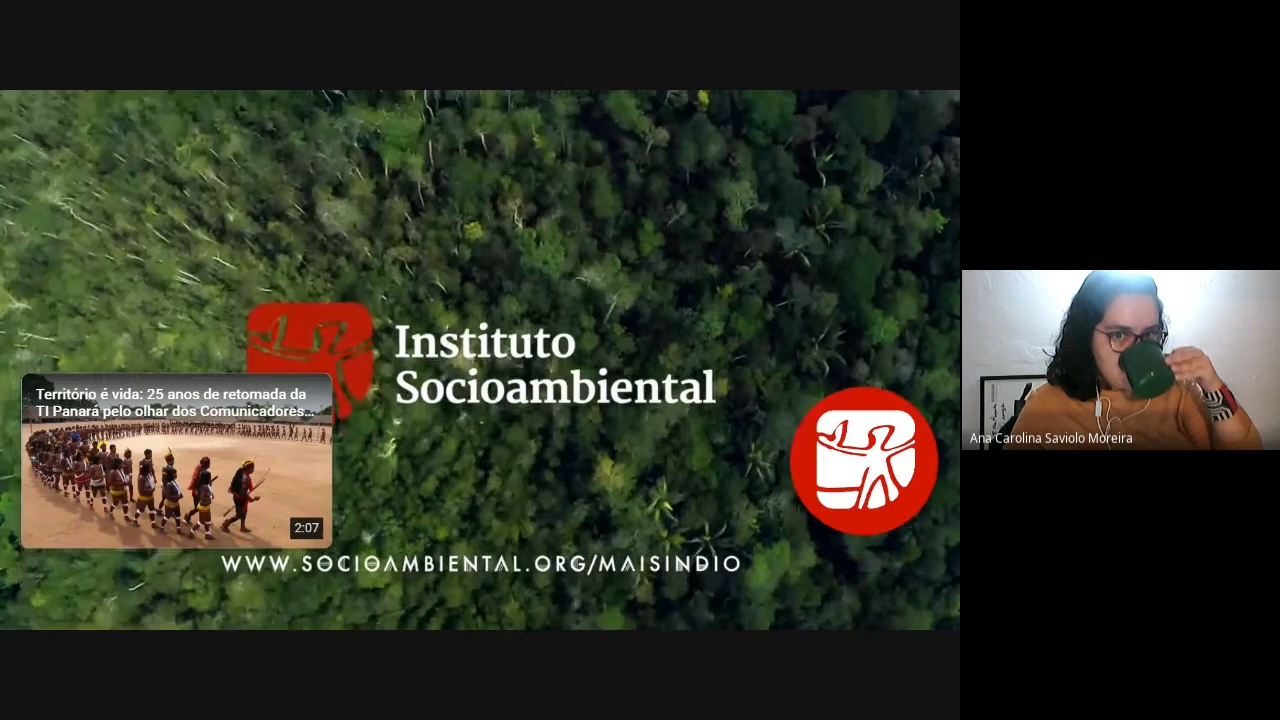 Instituto
Socioambiental
Território é vida: 25 anos de retomada da
TI Panará pelo olhar dos Comunicadores...
2:07
WWW.SOCIOAMBIENTAL.ORG/MAISINDIO
Ana Carolina Saviolo Moreira